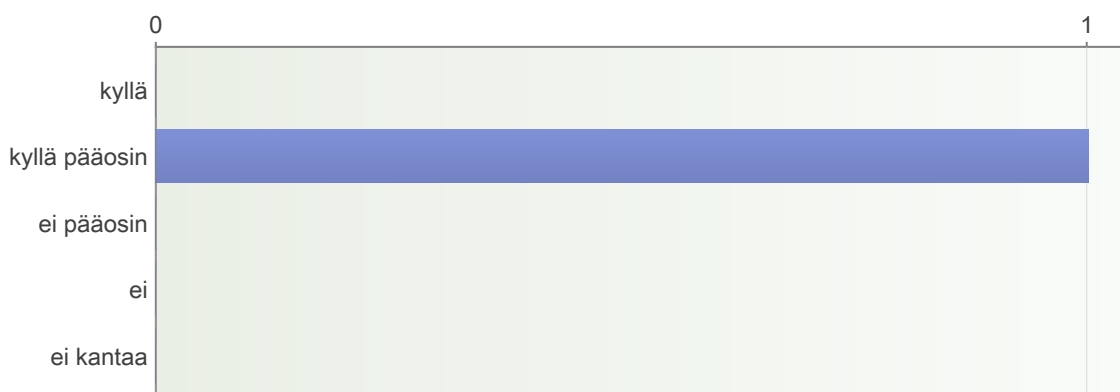 0 1
kyllä
kyllä pääosin
ei pääosin
ei
ei kantaa